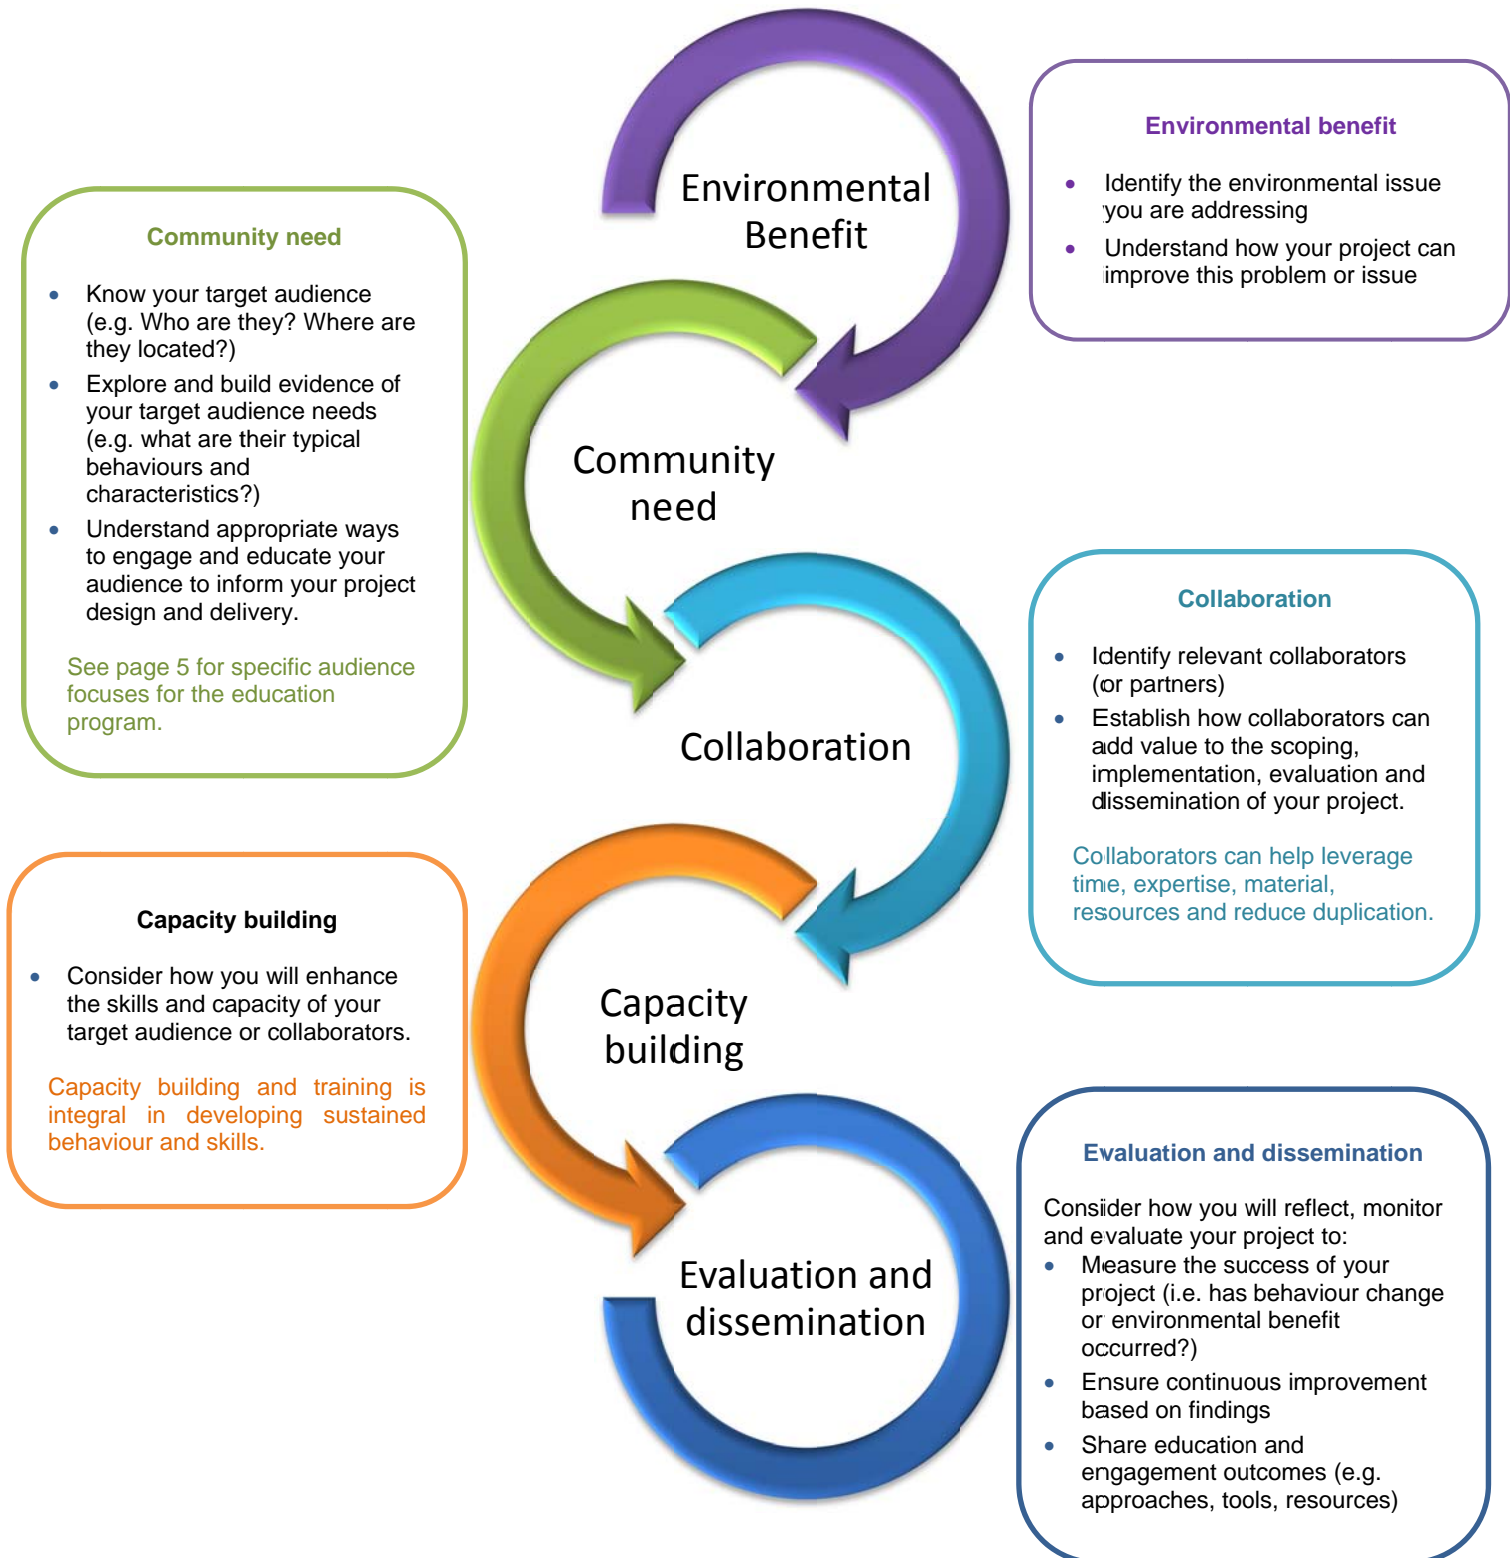 Environmental
Benefit
Environmental benefit
• Identify the environmental issue
you are addressing
• Understand how your project can
improve this problem or issue
Community need
• Know your target audience
(e.g. Who are they? Where are
they located?)
• Explore and build evidence of
your target audience needs
(e.g. what are their typical
behaviours and
characteristics?)
• Understand appropriate ways
to engage and educate your
audience to inform your project
design and delivery.
See page 5 for specific audience
focuses for the education
program.
Community
need
Collaboration
Collaboration
• Identify relevant collaborators
(or partners)
• Establish how collaborators can
add value to the scoping,
implementation, evaluation and
dissemination of your project.
Collaborators can help leverage
time, expertise, material,
resources and reduce duplication.
Capacity building
• Consider how you will enhance
the skills and capacity of your
target audience or collaborators.
Capacity building and training is
integral in developing sustained
behaviour and skills.
Capacity
building
Evaluation and
dissemination
Evaluation and dissemination
Consider how you will reflect, monitor
and evaluate your project to:
• Measure the success of your
project (i.e. has behaviour change
or environmental benefit
occurred?)
• Ensure continuous improvement
based on findings
• Share education and
engagement outcomes (e.g.
approaches, tools, resources)